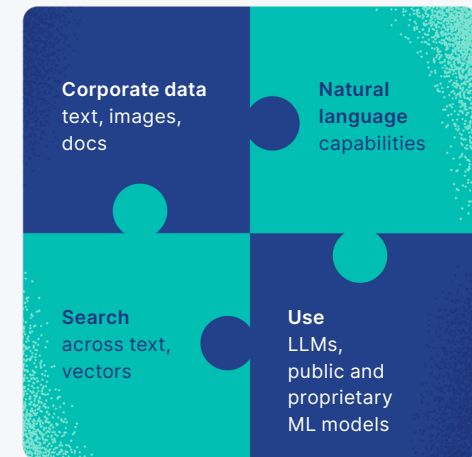 Corporate data
text, images,
docs
Natural
language
capabilities
Search
across text,
vectors
Use
LLMs,
public and
proprietary
ML models